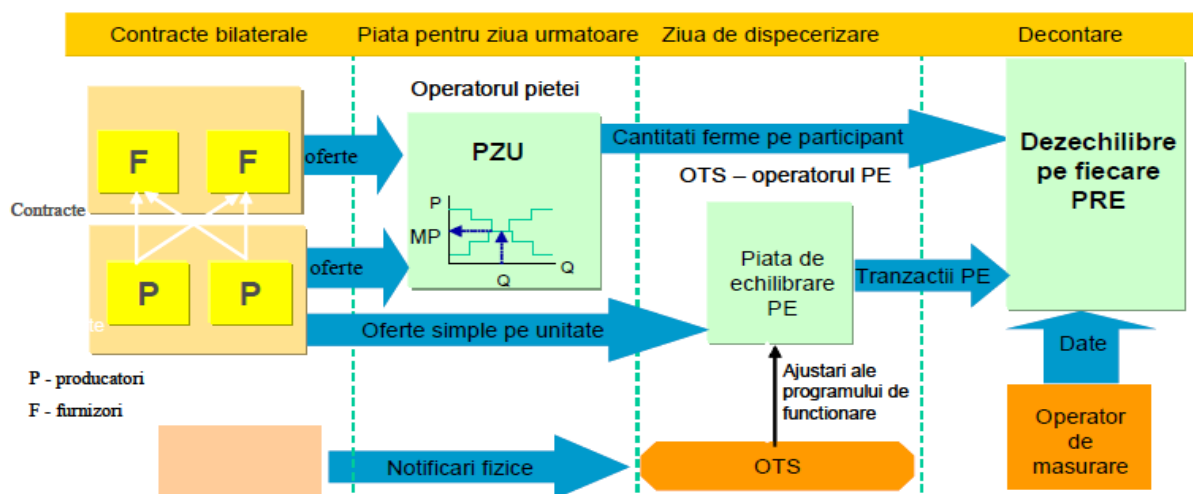 Contracte bilaterale
Piata pentru ziua urmatoare
Ziua de dispecerizare
Decontare
Operatorul pietei
F
F
oferte
PZU
Cantitati ferme pe participant
Dezechilibre
pe fiecare
PRE
OTS – operatorul PE
Contracte
P
MP
Q
Q
P
P
oferte
Piata de
echilibrare
PE
Tranzactii PE
te
Oferte simple pe unitate
Date
P - producatori
F - furnizori
Ajustari ale
programului de
functionare
Operator
de
masurare
Notificari fizice
OTS